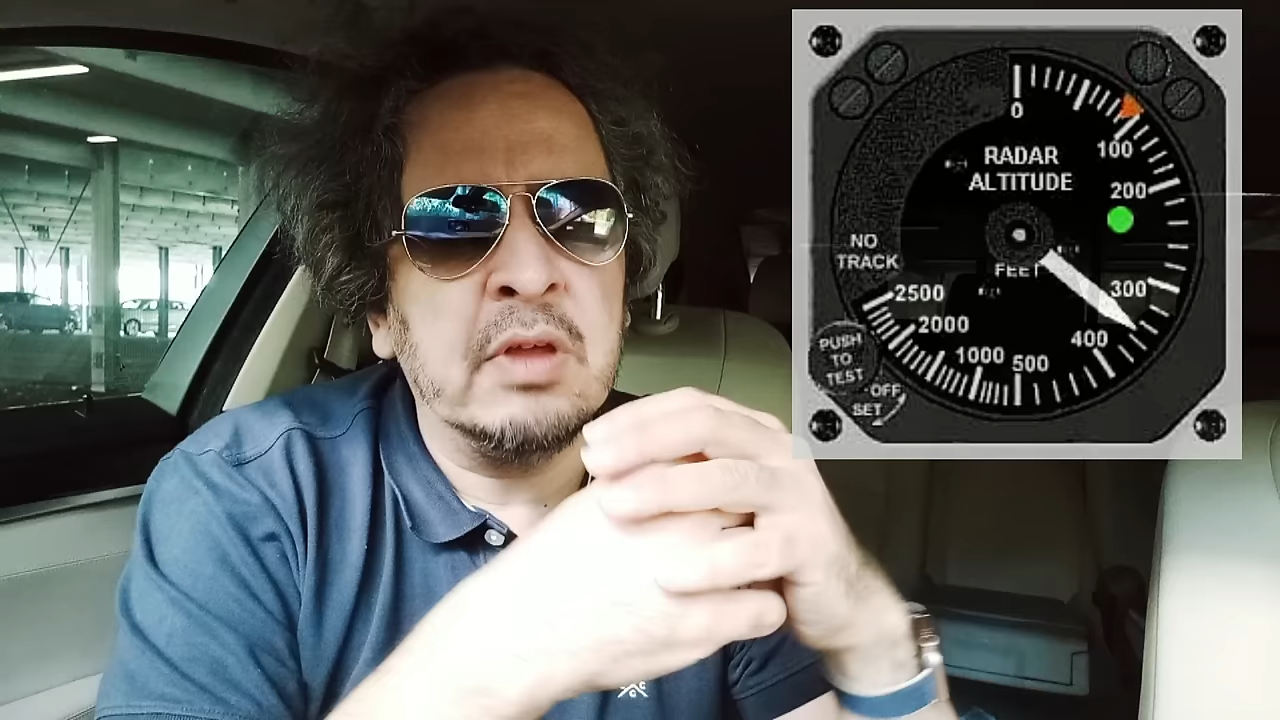 0
100
RADAR
ALTITUDE
200
NO
TRACK
FEET
300
2500
2000
400
1000
500
PUSH
TO
TEST
OFF
SET